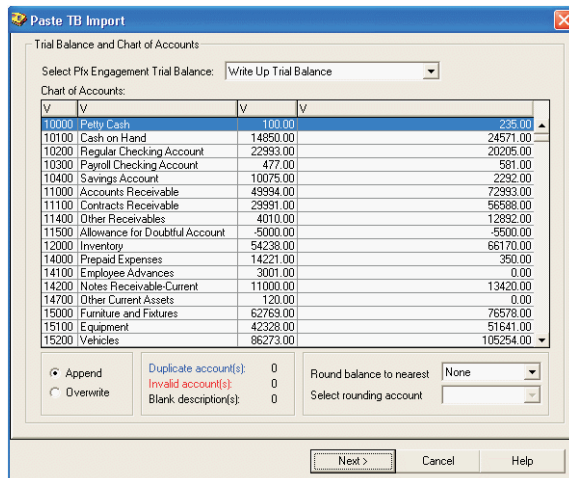 Paste TB Import
Trial Balance and Chart of Accounts
Select Pfx Engagement Trial Balance: Write Up Trial Balance
Chart of Accounts:
V V V V
10000 Petty Cash 100.00 235.00
10100 Cash on Hand 14850.00 24571.00
10200 Regular Checking Account 22993.00 20205.00
10300 Payroll Checking Account 477.00 581.00
10400 Savings Account 10075.00 2292.00
11000 Accounts Receivable 49994.00 72993.00
11100 Contracts Receivable 29991.00 56588.00
11400 Other Receivables 4010.00 12892.00
11500 Allowance for Doubtful Account -5000.00 -5500.00
12000 Inventory 54238.00 66170.00
14000 Prepaid Expenses 14221.00 350.00
14100 Employee Advances 3001.00 0.00
14200 Notes Receivable-Current 11000.00 13420.00
14700 Other Current Assets 120.00 0.00
15000 Furniture and Fixtures 62769.00 76578.00
15100 Equipment 42328.00 51641.00
15200 Vehicles 86273.00 105254.00
Append
Overwrite
Duplicate account(s): 0
Invalid account(s): 0
Blank description(s): 0
Round balance to nearest None
Select rounding account
Next > Cancel Help